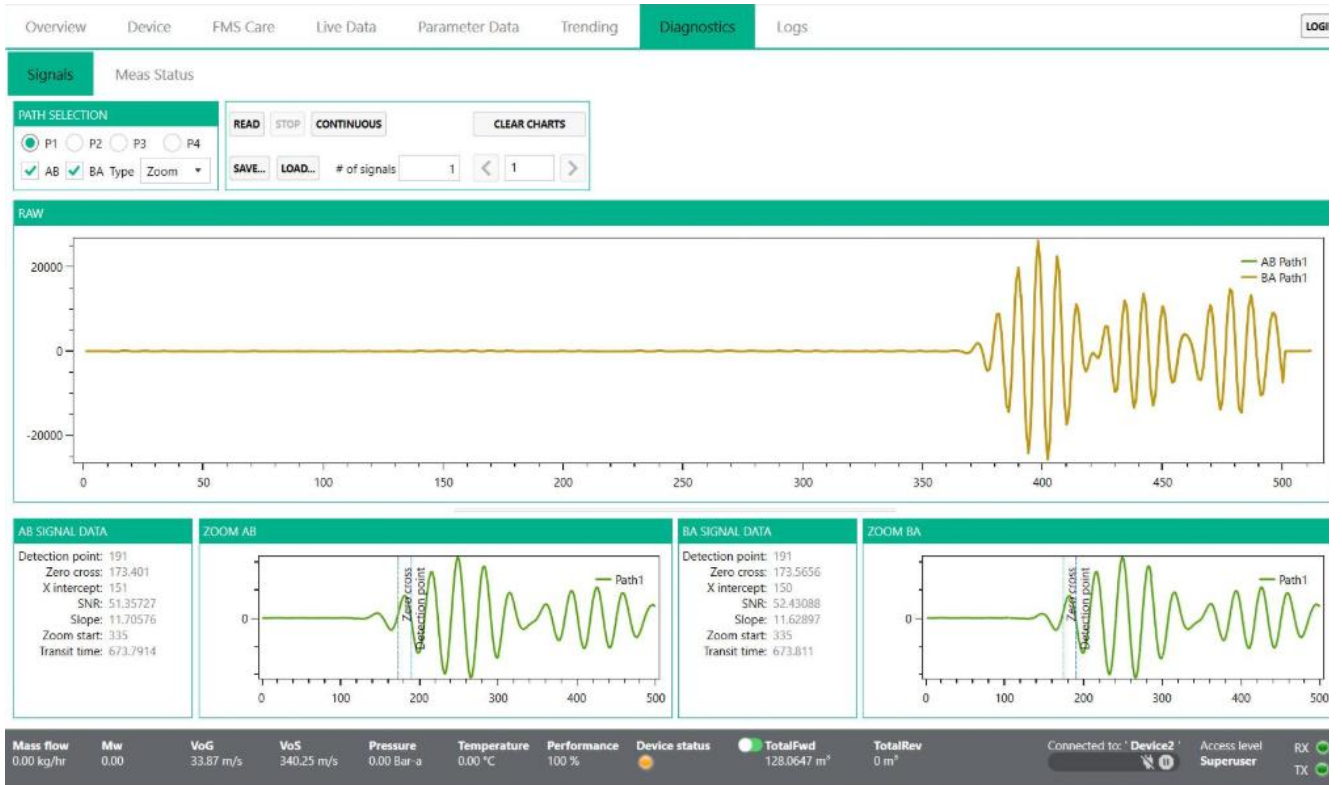 Overview Device FMS Care Live Data Parameter Data Trending Diagnostics Logs
Signals Meas Status
PATH SELECTION
P1 P2 P3 P4
AB BA Type Zoom
READ STOP CONTINUOUS CLEAR CHARTS
SAVE... LOAD... # of signals 1 < 1 >
RAW
20000
0
-20000
AB Path1
BA Path1
0 50 100 150 200 250 300 350 400 450 500
AB SIGNAL DATA
Detection point: 191
Zero cross: 173.401
X intercept: 151
SNR: 51.35727
Slope: 11.70576
Zoom start: 335
Transit time: 673.7914
ZOOM AB
0
Zero cross
Detection point
Path1
0 100 200 300 400 500
BA SIGNAL DATA
Detection point: 191
Zero cross: 173.5656
X intercept: 150
SNR: 52.43088
Slope: 11.62897
Zoom start: 335
Transit time: 673.811
ZOOM BA
0
Zero cross
Detection point
Path1
0 100 200 300 400 500
Mass flow Mw VoG VoS Pressure Temperature Performance Device status TotalFwd TotalRev Connected to: ' Device2 ' Access level RX
0.00 kg/hr 0.00 33.87 m/s 340.25 m/s 0.00 Bar-a 0.00 °C 100 % 128.0647 m³ 0 m³ Superuser TX